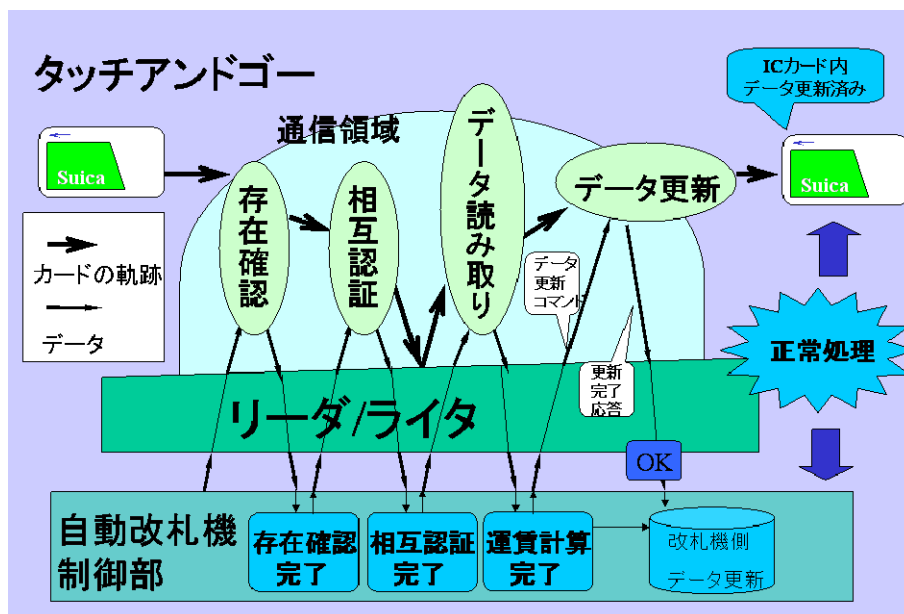 タッチアンドゴー
ICカード内
データ更新済み
通信領域
Suica
存在確認
相互認証
データ読み取り
データ更新
Suica
カードの軌跡
データ
データ
更新
コマンド
更新
完了
応答
正常処理
リーダ/ライタ
OK
自動改札機
制御部
存在確認
完了
相互認証
完了
運賃計算
完了
改札機側
データ更新